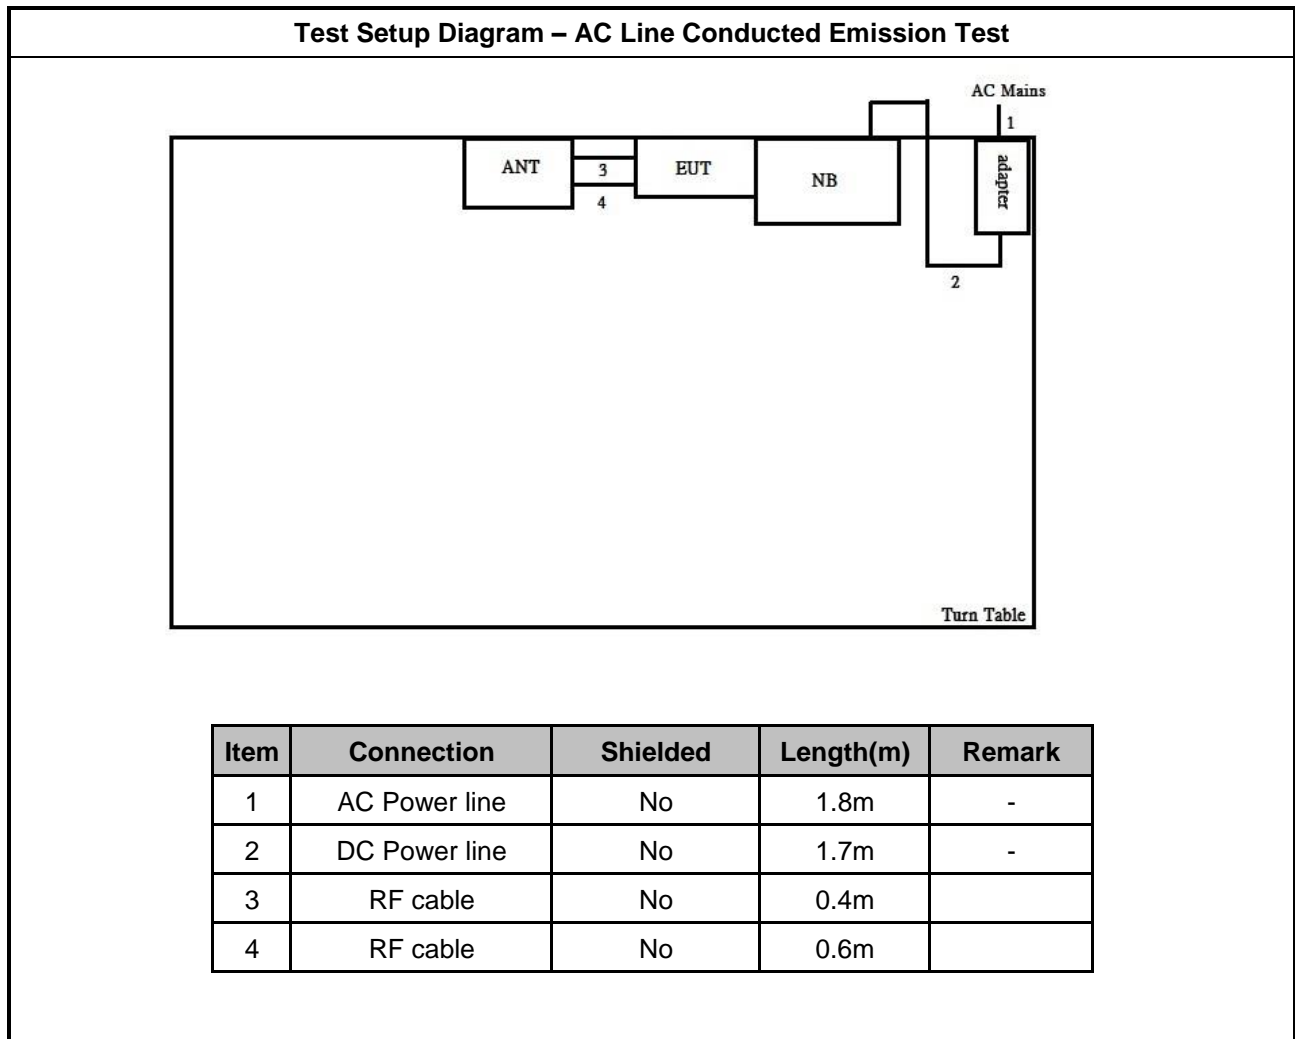 Test Setup Diagram – AC Line Conducted Emission Test
AC Mains
1
ANT
3
EUT
NB
adapter
4
2
Turn Table
Item Connection Shielded Length(m) Remark
1 AC Power line No 1.8m -
2 DC Power line No 1.7m -
3 RF cable No 0.4m
4 RF cable No 0.6m